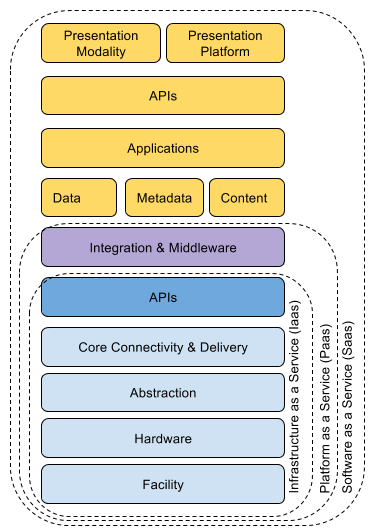 Presentation
Modality
Presentation
Platform
APIs
Applications
Data
Metadata
Content
Integration & Middleware
APIs
Core Connectivity & Delivery
Abstraction
Hardware
Facility
Infrastructure as a Service (Iaas)
Platform as a Service (Paas)
Software as a Service (Saas)